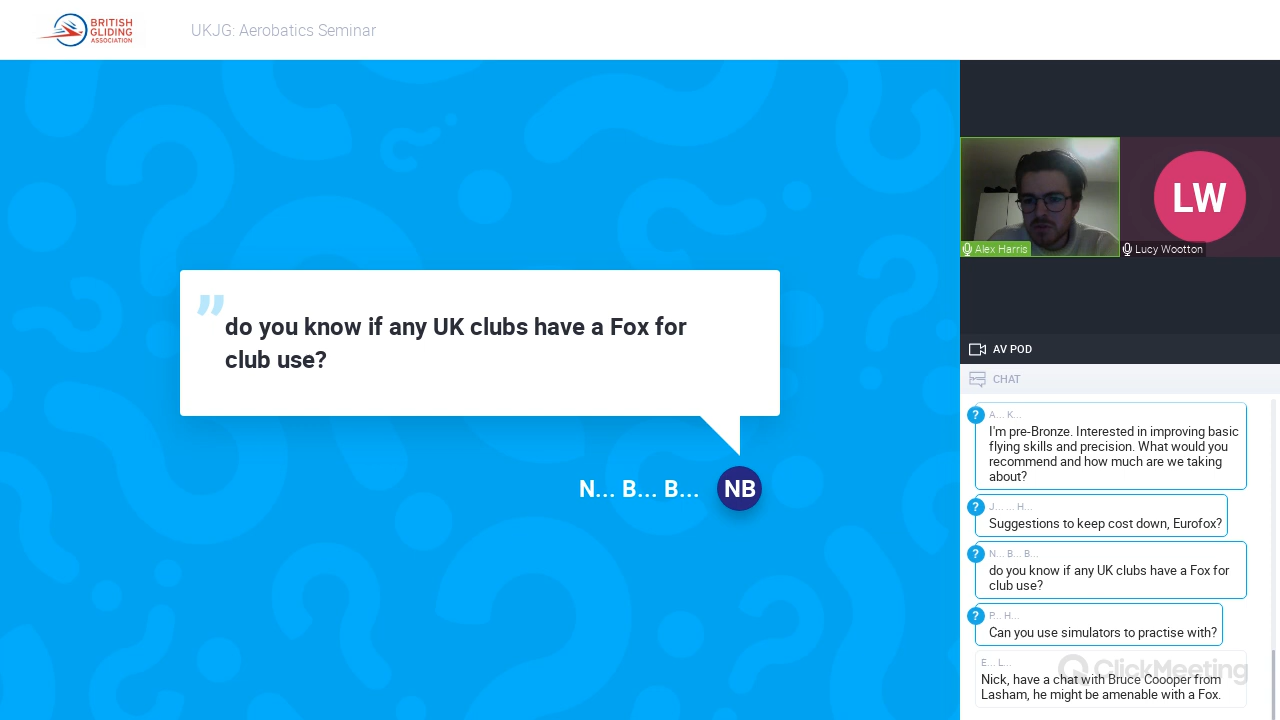 BRITISH
GLIDING
ASSOCIATION
UKJG: Aerobatics Seminar
do you know if any UK clubs have a Fox for
club use?
N... B... B...
NB
LW
Alex Harris
Lucy Wootton
AV POD
CHAT
?
A... K...
I'm pre-Bronze. Interested in improving basic
flying skills and precision. What would you
recommend and how much are we taking
about?
?
J... ... H...
Suggestions to keep cost down, Eurofox?
?
N... B... B...
do you know if any UK clubs have a Fox for
club use?
?
P... H...
Can you use simulators to practise with?
E... L...
Nick, have a chat with Bruce Coooper from
Lasham, he might be amenable with a Fox.
ClickMeeting